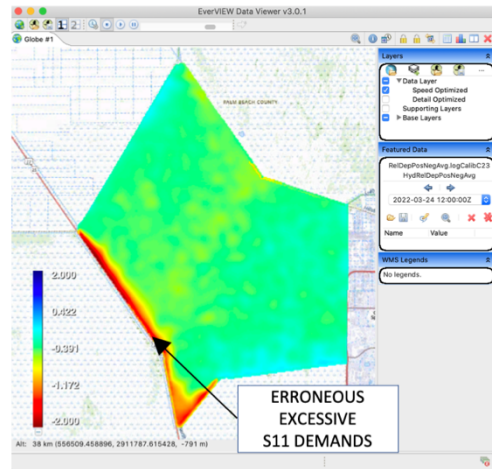 EverVIEW Data Viewer v3.0.1
Globe #1
Layers
Data Layer
Speed Optimized
Detail Optimized
Supporting Layers
Base Layers
Featured Data
RelDepPosNegAvg.logCalibC23
HydRelDepPosNegAvg
2022-03-24 12:00:00Z
Name Value
WMS Legends
No legends.
PALM BEACH COUNTY
2.000
0.422
-0.391
-1.172
-2.000
ERRONEOUS
EXCESSIVE
S11 DEMANDS
Alt: 38 km (556509.458896, 2911787.615428, -791 m)